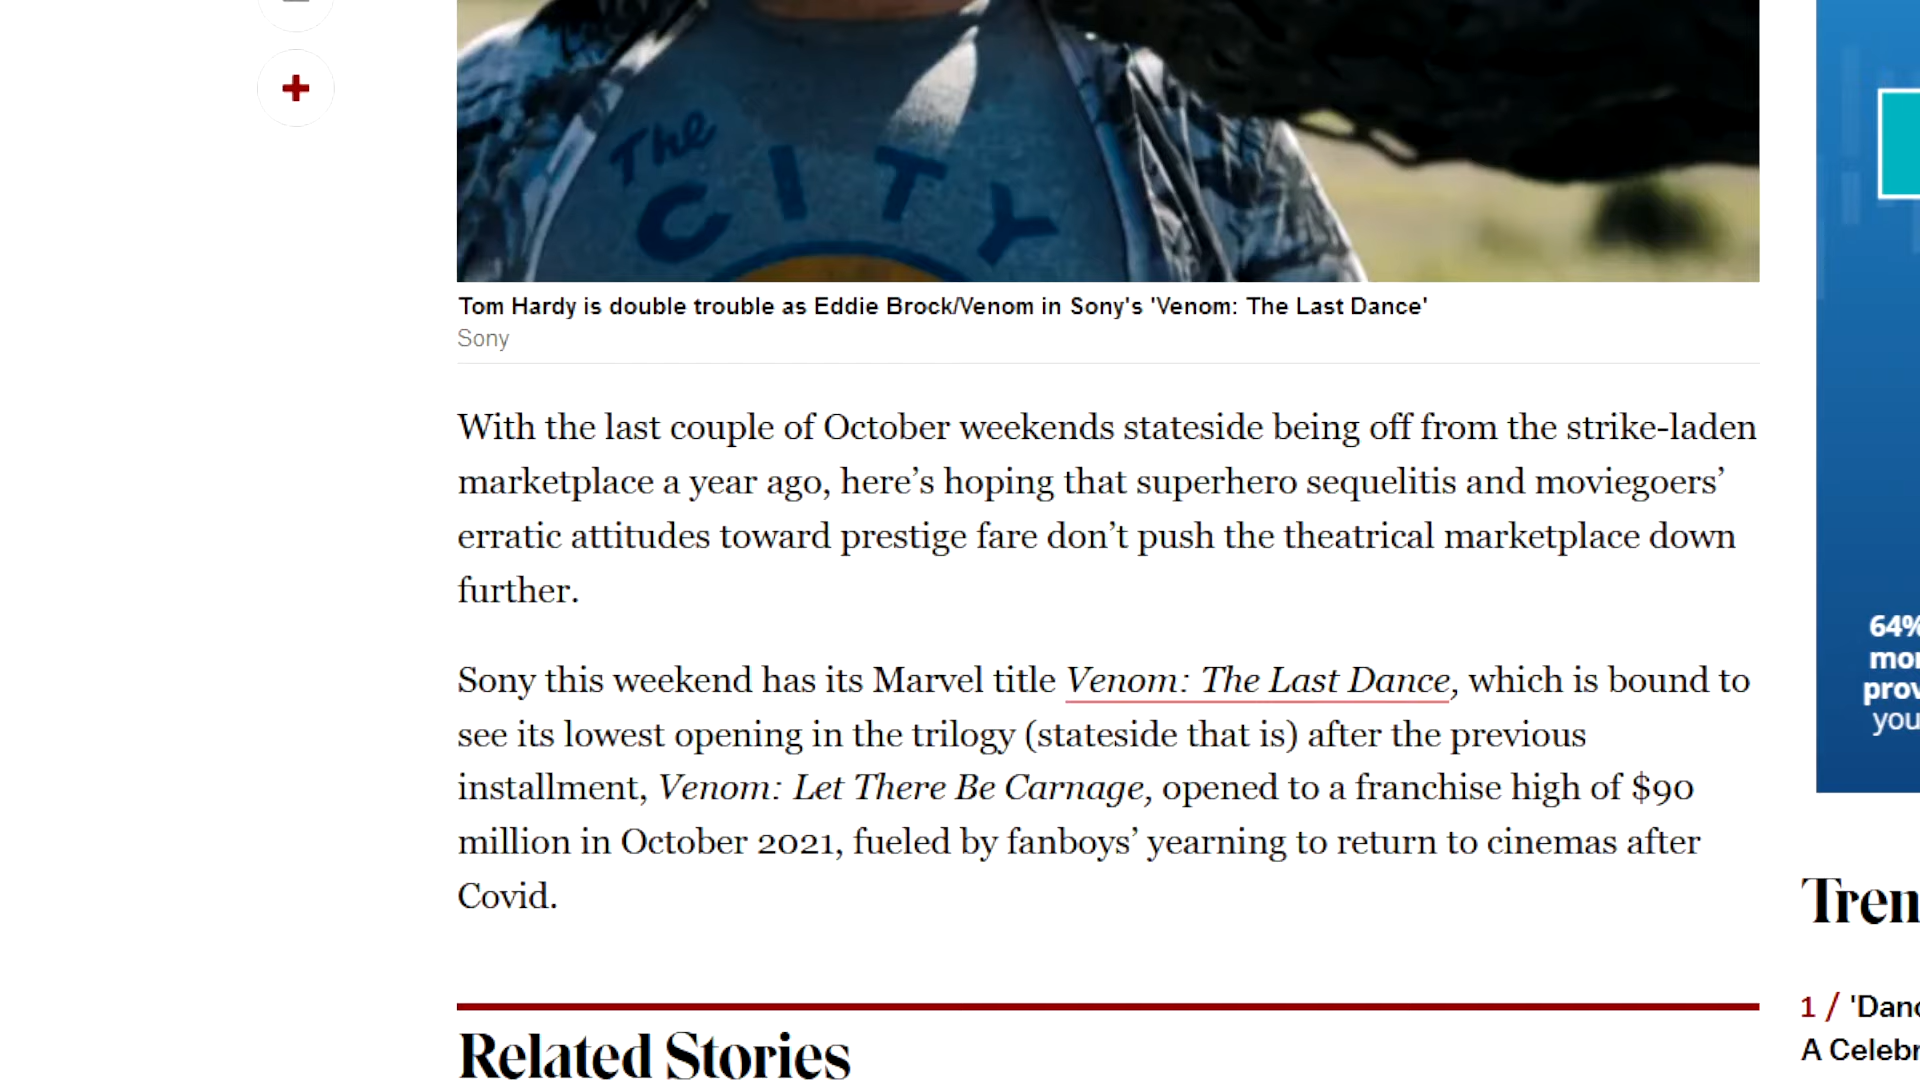 The
CITY
Tom Hardy is double trouble as Eddie Brock/Venom in Sony's 'Venom: The Last Dance'
Sony
With the last couple of October weekends stateside being off from the strike-laden
marketplace a year ago, here’s hoping that superhero sequelitis and moviegoers’
erratic attitudes toward prestige fare don’t push the theatrical marketplace down
further.
Sony this weekend has its Marvel title Venom: The Last Dance, which is bound to
see its lowest opening in the trilogy (stateside that is) after the previous
installment, Venom: Let There Be Carnage, opened to a franchise high of $90
million in October 2021, fueled by fanboys’ yearning to return to cinemas after
Covid.
Related Stories
64%
you
1 /
A